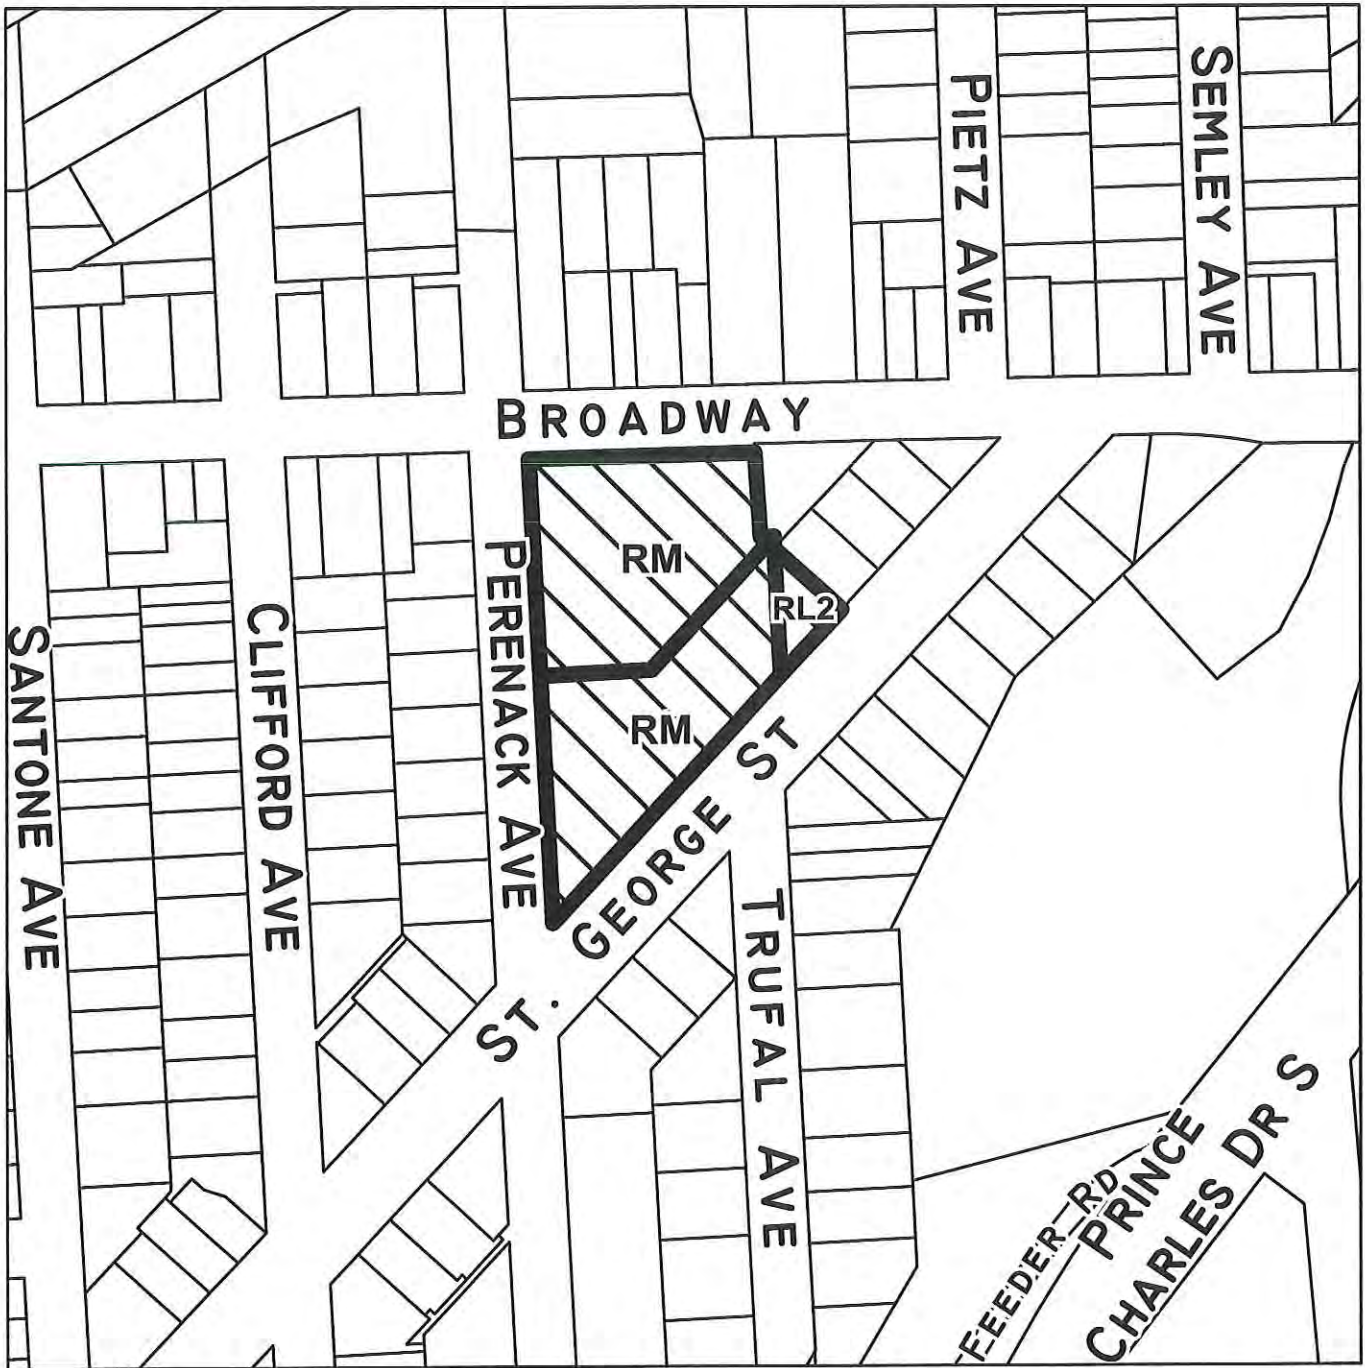 PIETZ AVE
SEMLEY AVE
BROADWAY
RM
RL2
RM
PERENACK AVE
CLIFFORD AVE
SANTONE AVE
ST. GEORGE ST
TRUFAL AVE
FEEDER RD
PRINCE
CHARLES DR S